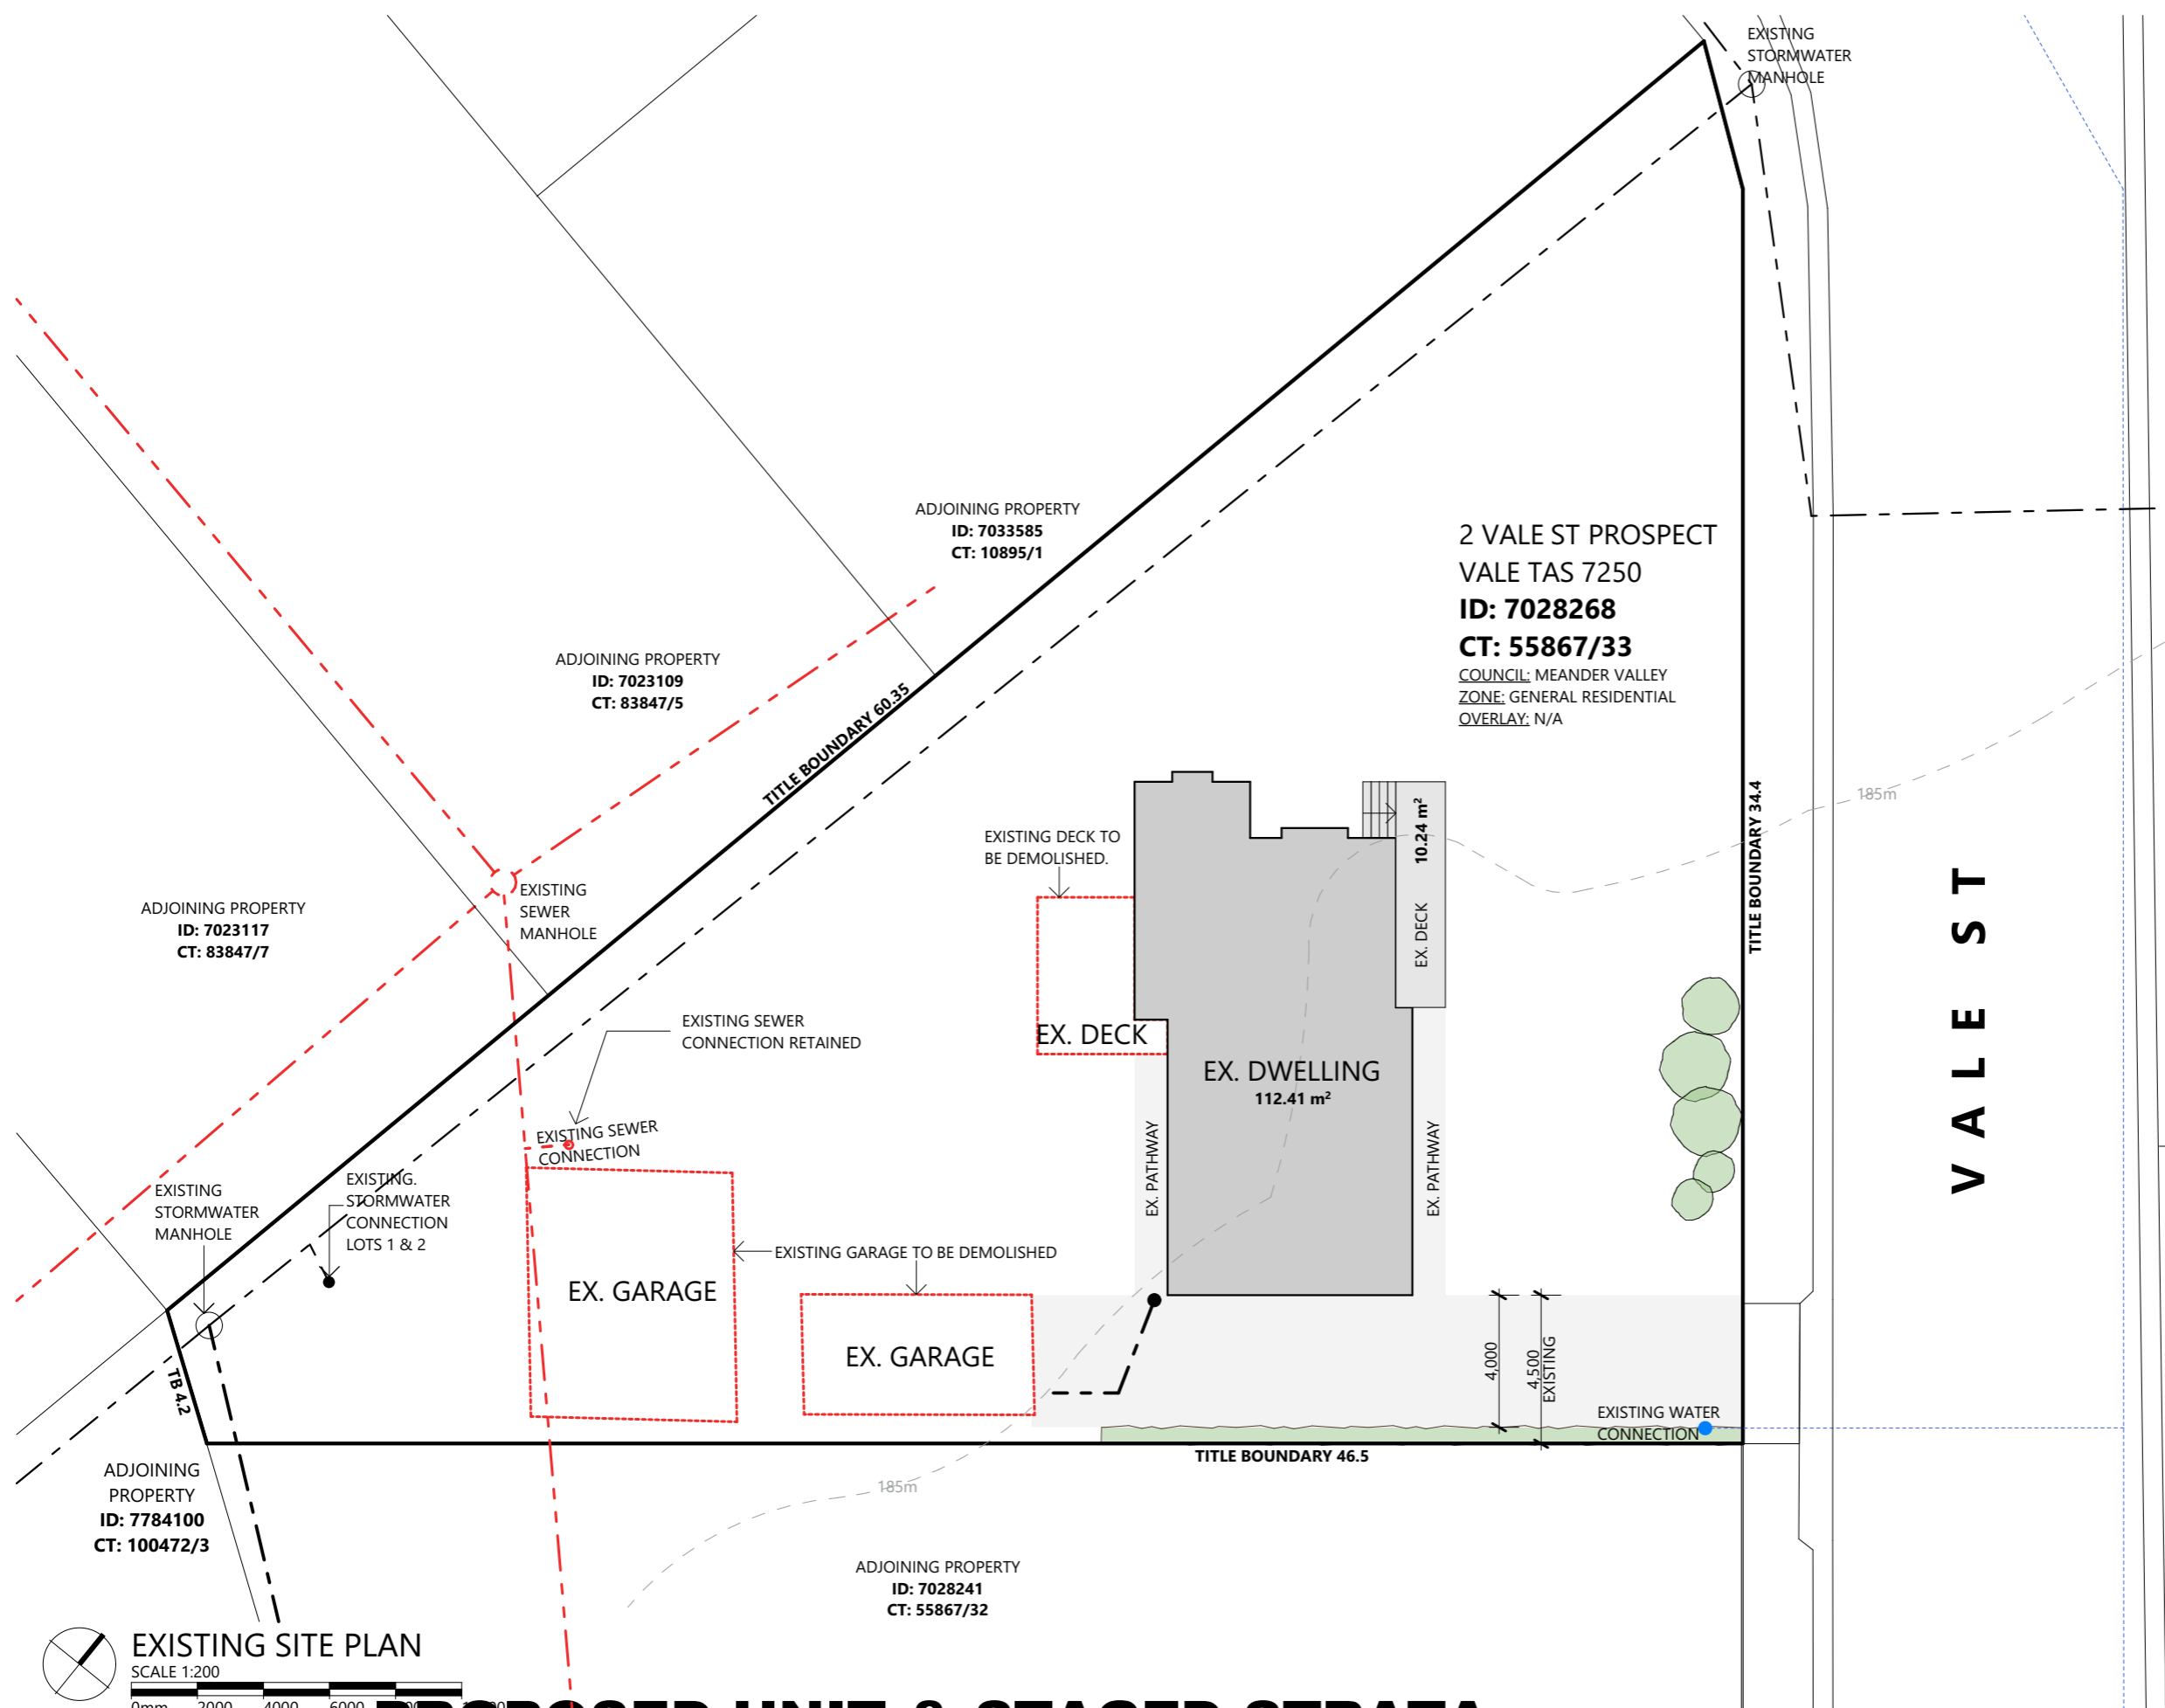 EXISTING
STORMWATER
MANHOLE
ADJOINING PROPERTY
ID: 7033585
CT: 10895/1
2 VALE ST PROSPECT
VALE TAS 7250
ID: 7028268
CT: 55867/33
COUNCIL: MEANDER VALLEY
ZONE: GENERAL RESIDENTIAL
OVERLAY: N/A
ADJOINING PROPERTY
ID: 7023109
CT: 83847/5
TITLE BOUNDARY 60.35
TITLE BOUNDARY 34.4
185m
VALE ST
EXISTING DECK TO
BE DEMOLISHED.
10.24 m²
EX. DECK
EXISTING
SEWER
MANHOLE
ADJOINING PROPERTY
ID: 7023117
CT: 83847/7
EXISTING SEWER
CONNECTION RETAINED
EX. DECK
EX. DWELLING
112.41 m²
EX. PATHWAY
EX. PATHWAY
EXISTING SEWER
CONNECTION
EXISTING
STORMWATER
MANHOLE
EXISTING.
STORMWATER
CONNECTION
LOTS 1 & 2
EXISTING GARAGE TO BE DEMOLISHED
EX. GARAGE
EX. GARAGE
4,000
4,500
EXISTING
TB 4.2
EXISTING WATER
CONNECTION
TITLE BOUNDARY 46.5
185m
ADJOINING
PROPERTY
ID: 7784100
CT: 100472/3
ADJOINING PROPERTY
ID: 7028241
CT: 55867/32
EXISTING SITE PLAN
SCALE 1:200
0mm 2000 4000 6000
PROPOSED UNIT & STAGED STRATA